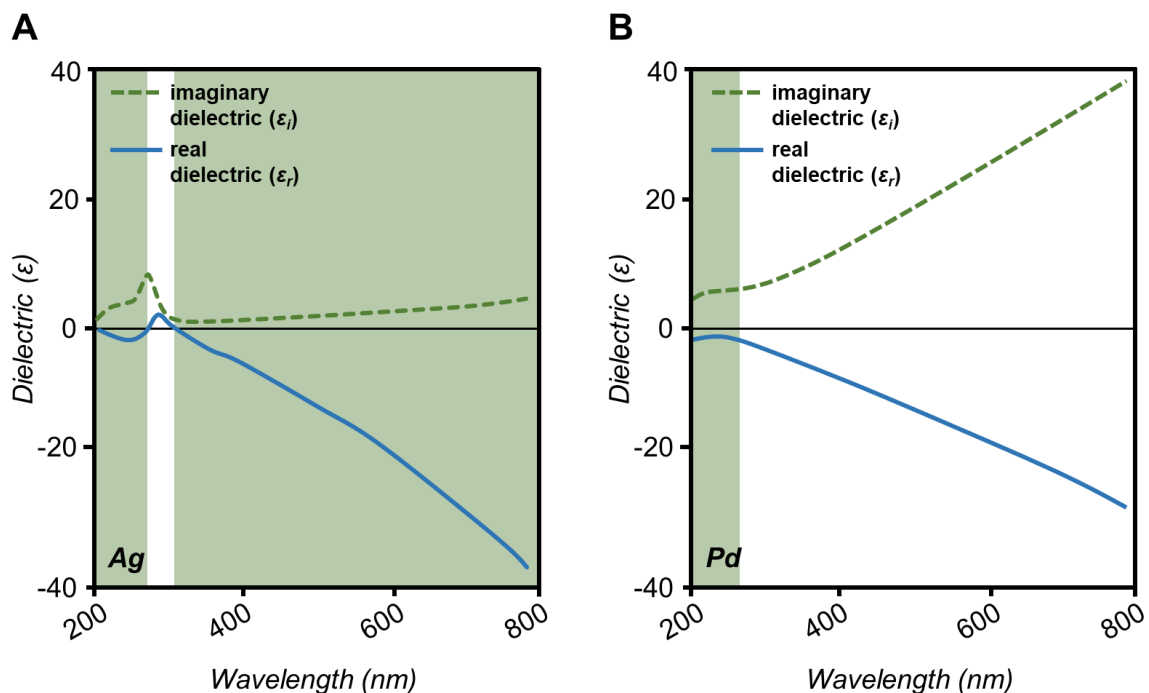 A
40
20
0
-20
-40
Dielectric (ε)
imaginary
dielectric (εi)
real
dielectric (εr)
Ag
200
400
600
800
Wavelength (nm)
B
40
20
0
-20
-40
Dielectric (ε)
imaginary
dielectric (εi)
real
dielectric (εr)
Pd
200
400
600
800
Wavelength (nm)